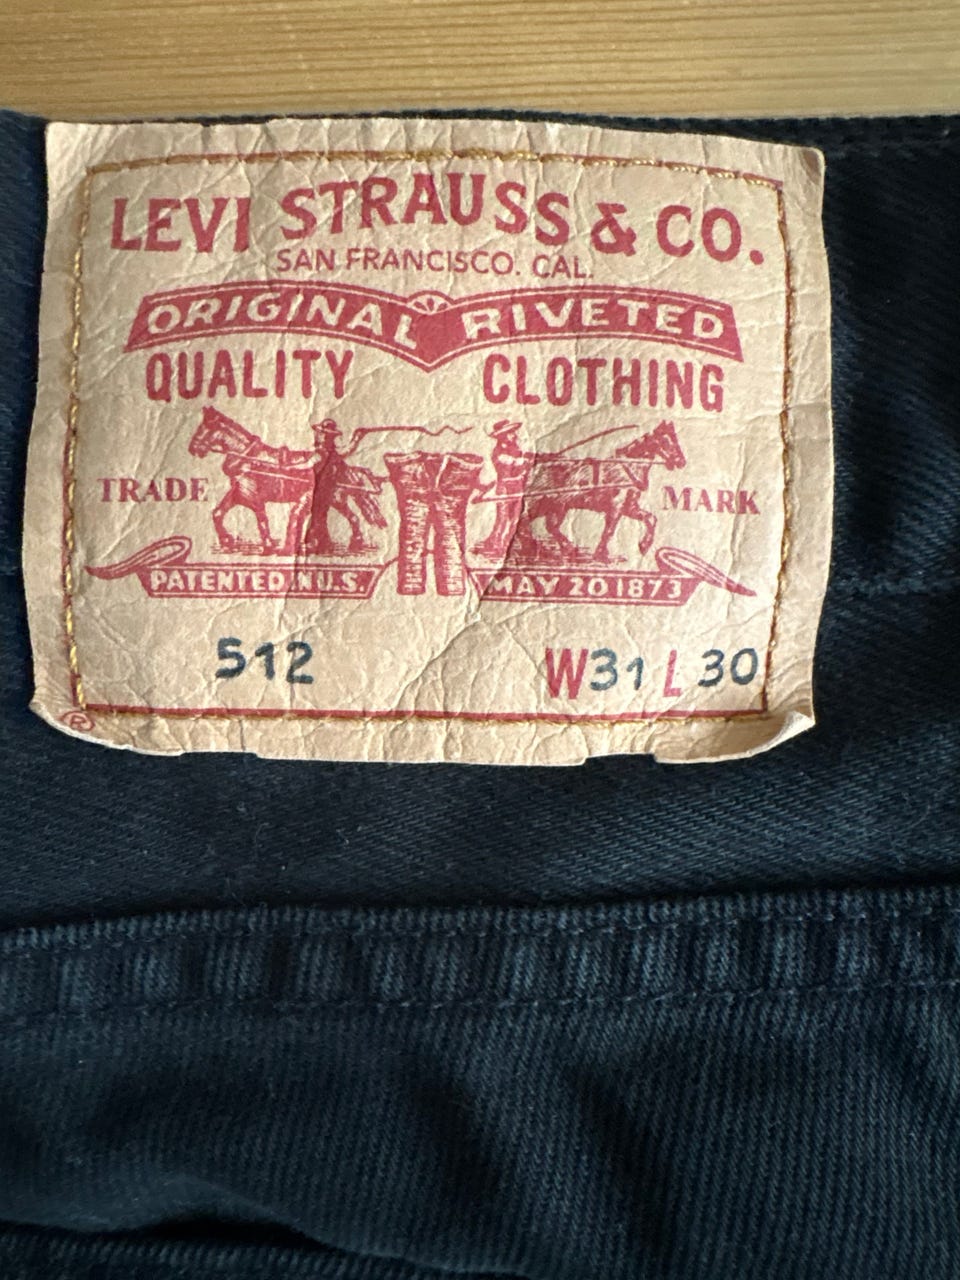 LEVI STRAUSS & CO.
SAN FRANCISCO. CAL.
ORIGINAL RIVETED
QUALITY CLOTHING
TRADE MARK
PATENTED IN U.S. MAY 20 1873
512 W31 L 30
®